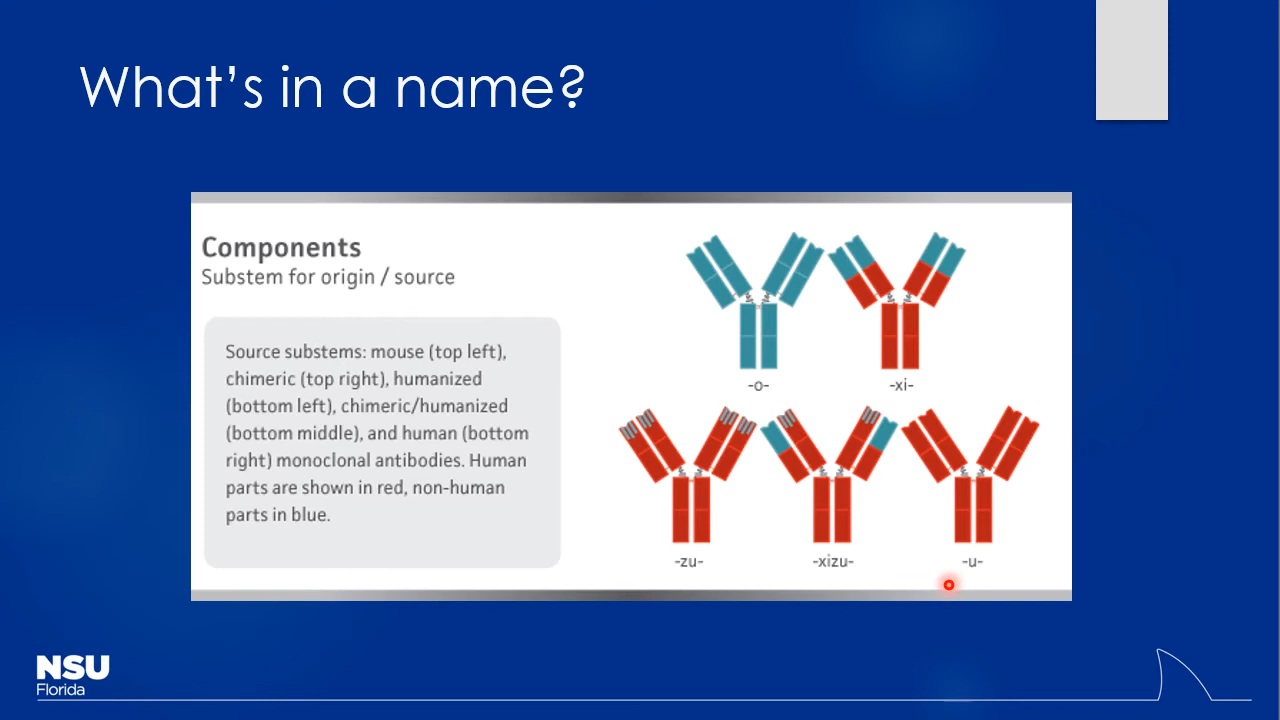 What's in a name?
Components
Substem for origin / source
Source substems: mouse (top left),
chimeric (top right), humanized
(bottom left), chimeric/humanized
(bottom middle), and human (bottom
right) monoclonal antibodies. Human
parts are shown in red, non-human
parts in blue.
-o-
-xi-
-zu-
-xizu-
-u-
NSU
Florida